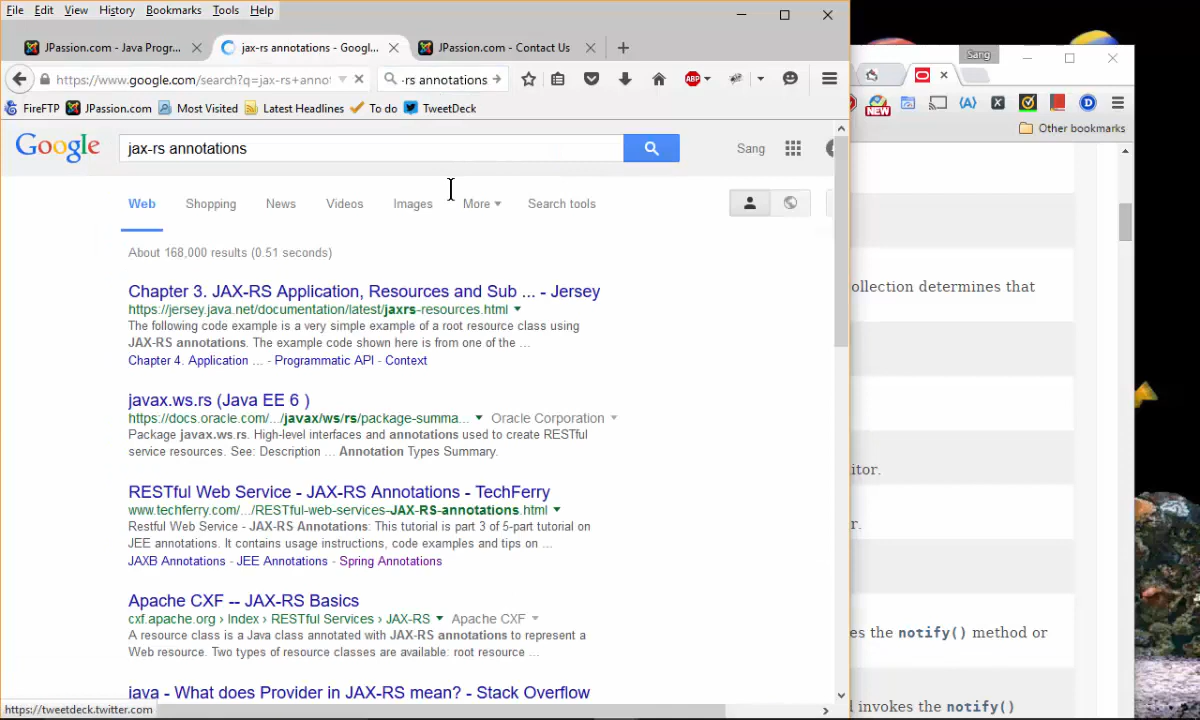 File Edit View History Bookmarks Tools Help
JPassion.com - Java Progr...
jax-rs annotations - Googl...
JPassion.com - Contact Us
Sang
https://www.google.com/search?q=jax-rs+annot
-rs annotations
ABP
NEW
FireFTP JPassion.com Most Visited Latest Headlines To do TweetDeck
Other bookmarks
Google
jax-rs annotations
Sang
Web Shopping News Videos Images More Search tools
About 168,000 results (0.51 seconds)
Chapter 3. JAX-RS Application, Resources and Sub ... - Jersey
https://jersey.java.net/documentation/latest/jaxrs-resources.html
The following code example is a very simple example of a root resource class using
JAX-RS annotations. The example code shown here is from one of the ...
Chapter 4. Application ... - Programmatic API - Context
javax.ws.rs (Java EE 6 )
https://docs.oracle.com/.../javax/ws/rs/package-summa... Oracle Corporation
Package javax.ws.rs. High-level interfaces and annotations used to create RESTful
service resources. See: Description ... Annotation Types Summary.
RESTful Web Service - JAX-RS Annotations - TechFerry
www.techferry.com/.../RESTful-web-services-JAX-RS-annotations.html
Restful Web Service - JAX-RS Annotations: This tutorial is part 3 of 5-part tutorial on
JEE annotations. It contains usage instructions, code examples and tips on ...
JAXB Annotations - JEE Annotations - Spring Annotations
Apache CXF -- JAX-RS Basics
cxf.apache.org › Index › RESTful Services › JAX-RS Apache CXF
A resource class is a Java class annotated with JAX-RS annotations to represent a
Web resource. Two types of resource classes are available: root resource ...
java - What does Provider in JAX-RS mean? - Stack Overflow
https://tweetdeck.twitter.com
ollection determines that
itor.
r.
es the notify() method or
l invokes the notify()